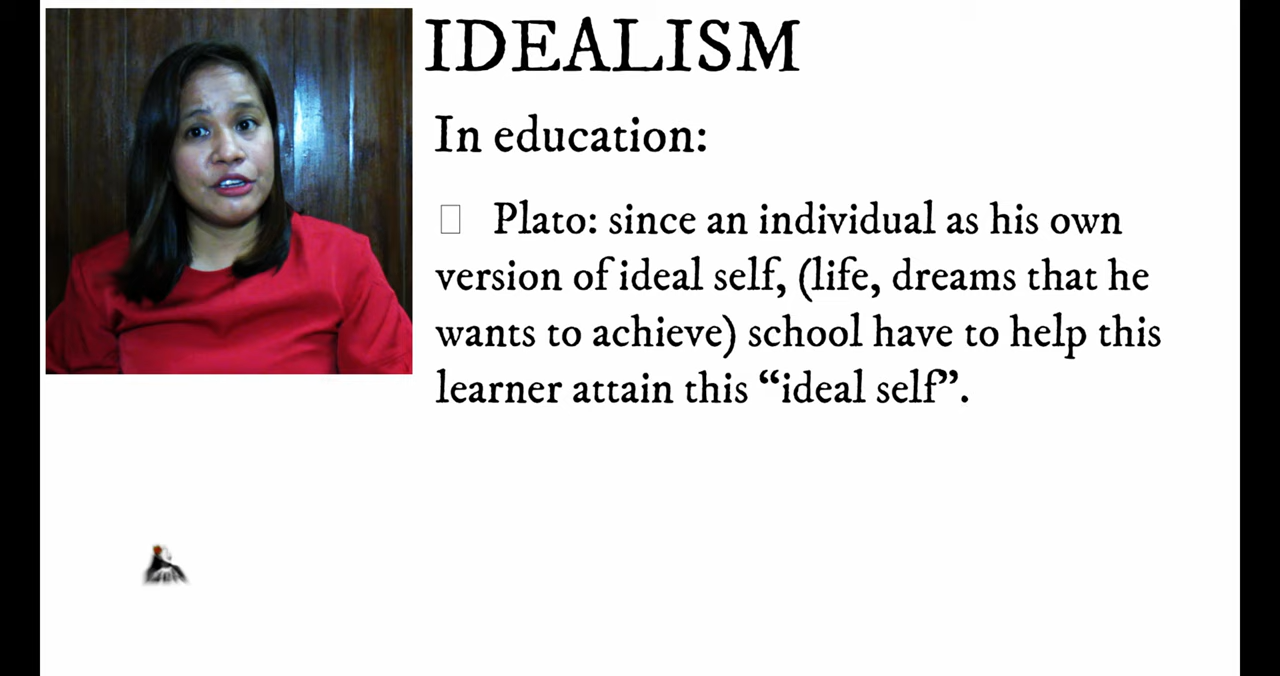 IDEALISM
In education:
Plato: since an individual as his own
version of ideal self, (life, dreams that he
wants to achieve) school have to help this
learner attain this “ideal self”.